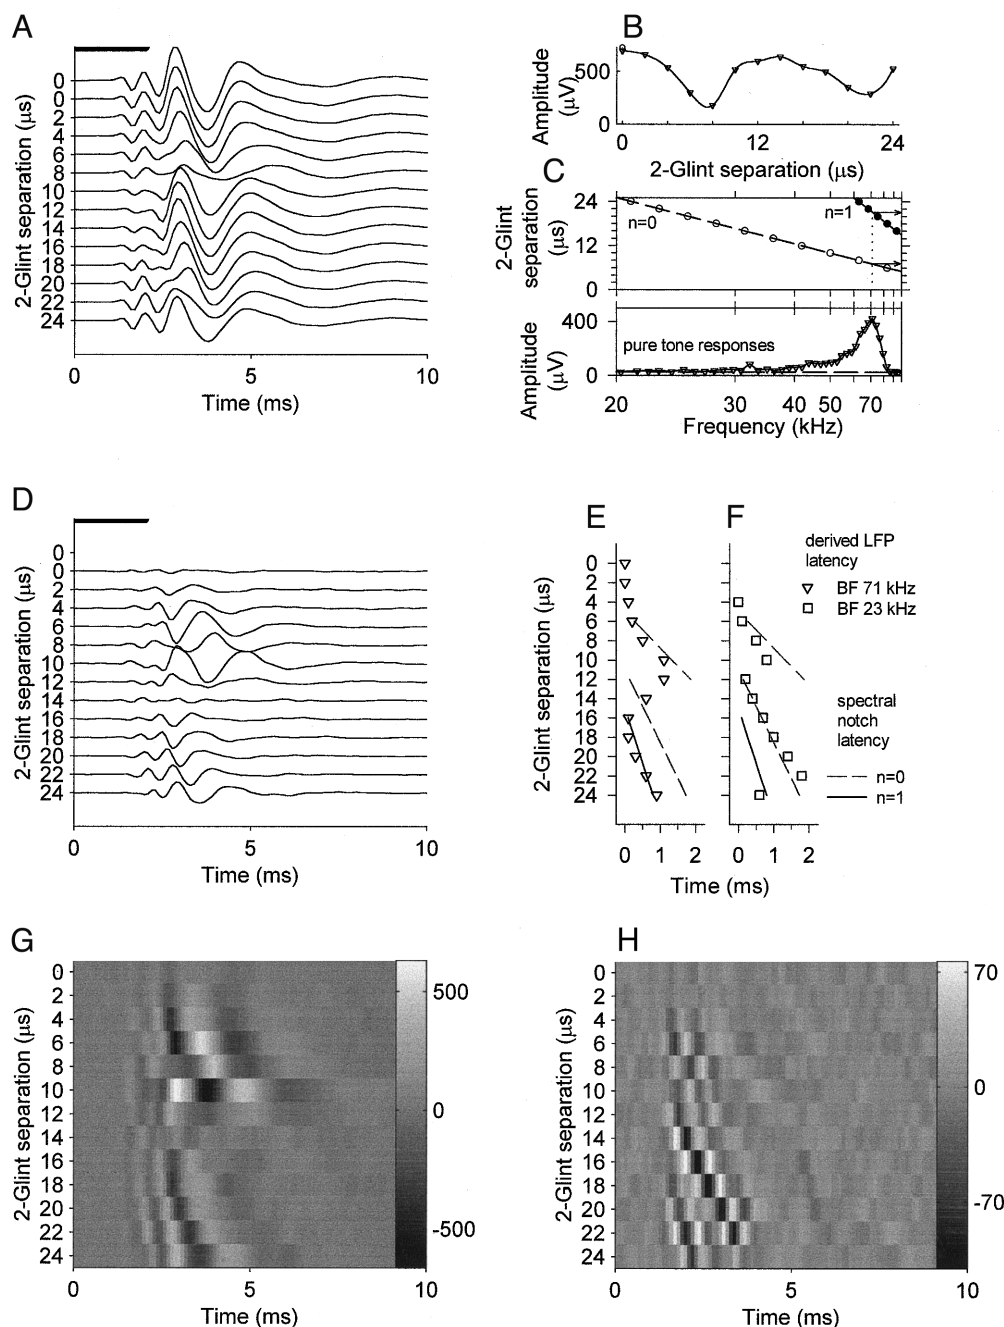 A
2-Glint separation (µs)
0
0
2
4
6
8
10
12
14
16
18
20
22
24
0
5
10
Time (ms)
B
Amplitude
(µV)
500
0
0
12
24
2-Glint separation (µs)
C
2-Glint
separation
(µs)
24
12
0
n=0
n=1
Amplitude
(µV)
400
0
pure tone responses
20
30
40
50
70
Frequency (kHz)
D
2-Glint separation (µs)
0
0
2
4
6
8
10
12
14
16
18
20
22
24
0
5
10
Time (ms)
E
2-Glint separation (µs)
0
2
4
6
8
10
12
14
16
18
20
22
24
0
1
2
F
0
1
2
Time (ms)
derived LFP
latency
BF 71 kHz
BF 23 kHz
spectral
notch
latency
n=0
n=1
G
2-Glint separation (µs)
0
2
4
6
8
10
12
14
16
18
20
22
24
0
5
10
Time (ms)
500
0
-500
H
2-Glint separation (µs)
0
2
4
6
8
10
12
14
16
18
20
22
24
0
5
10
Time (ms)
70
0
-70